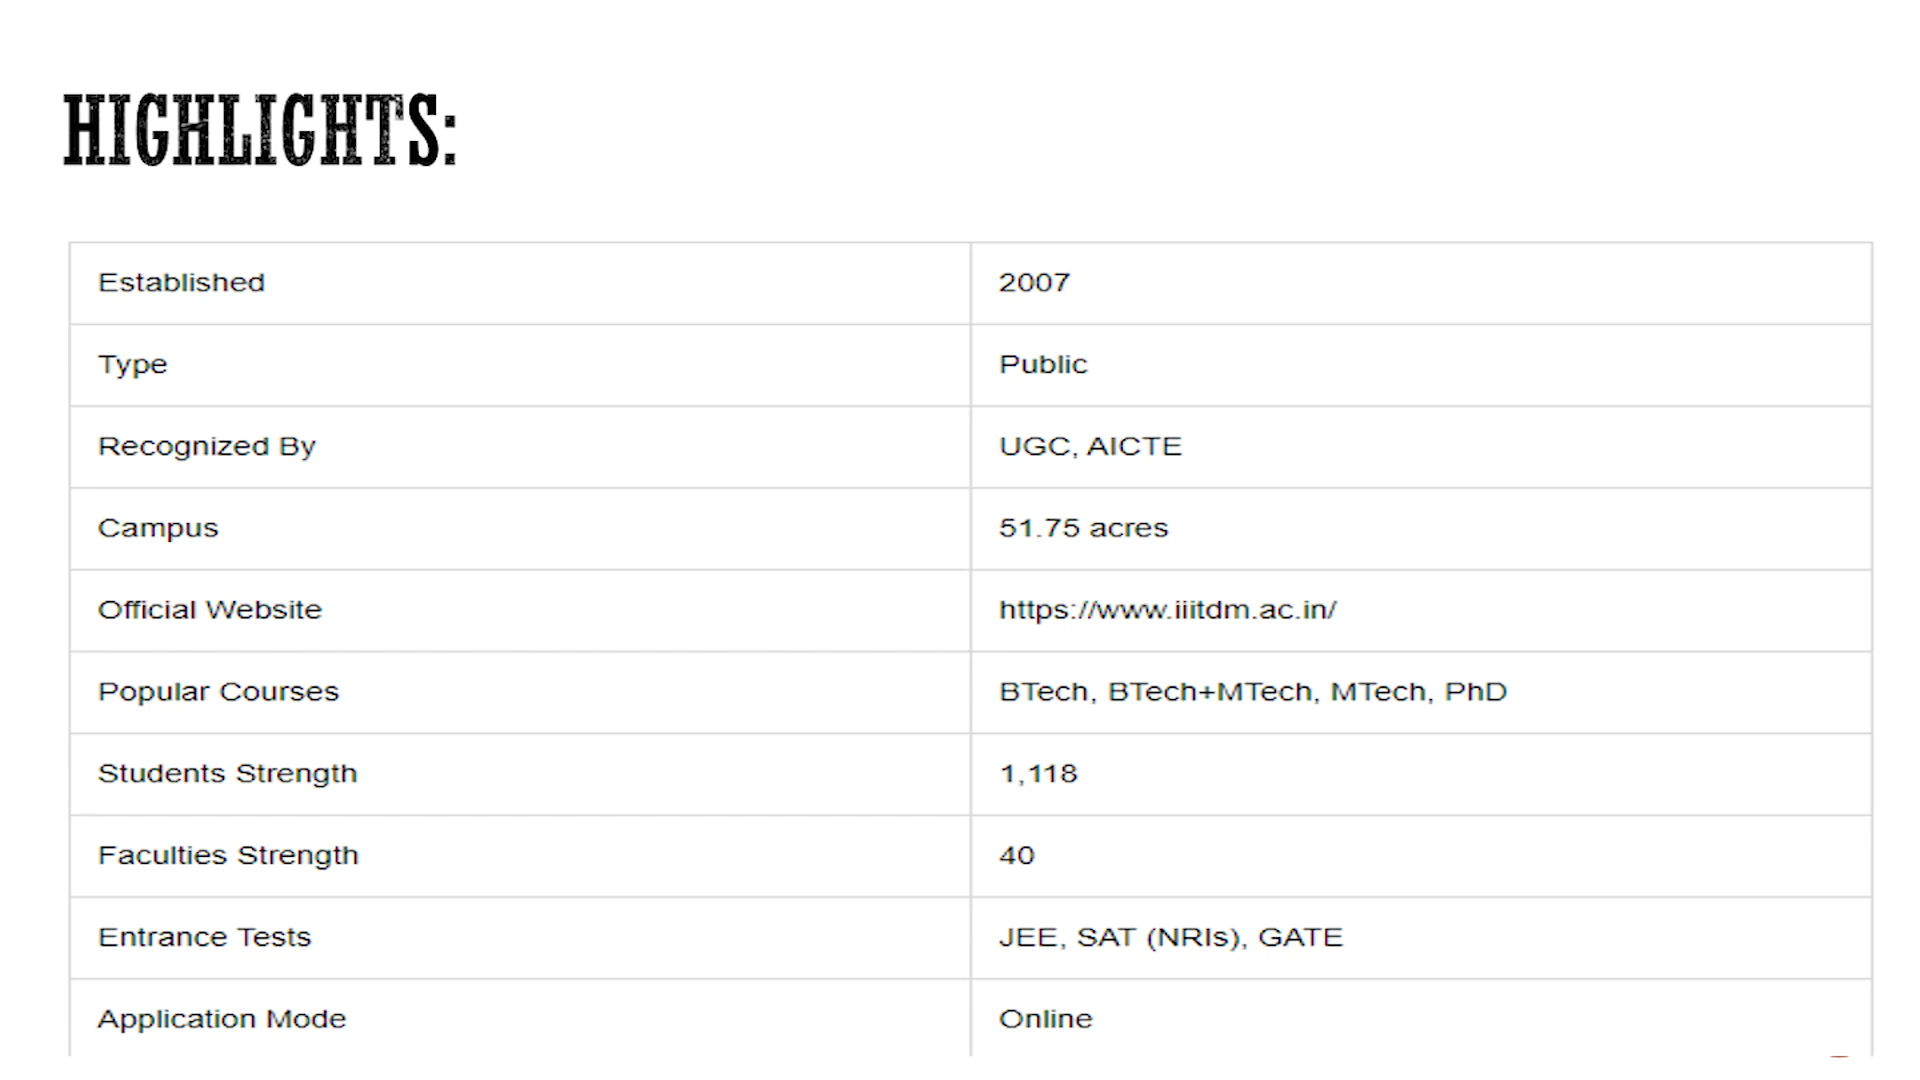 HIGHLIGHTS:
Established 2007
Type Public
Recognized By UGC, AICTE
Campus 51.75 acres
Official Website https://www.iiitdm.ac.in/
Popular Courses BTech, BTech+MTech, MTech, PhD
Students Strength 1,118
Faculties Strength 40
Entrance Tests JEE, SAT (NRIs), GATE
Application Mode Online